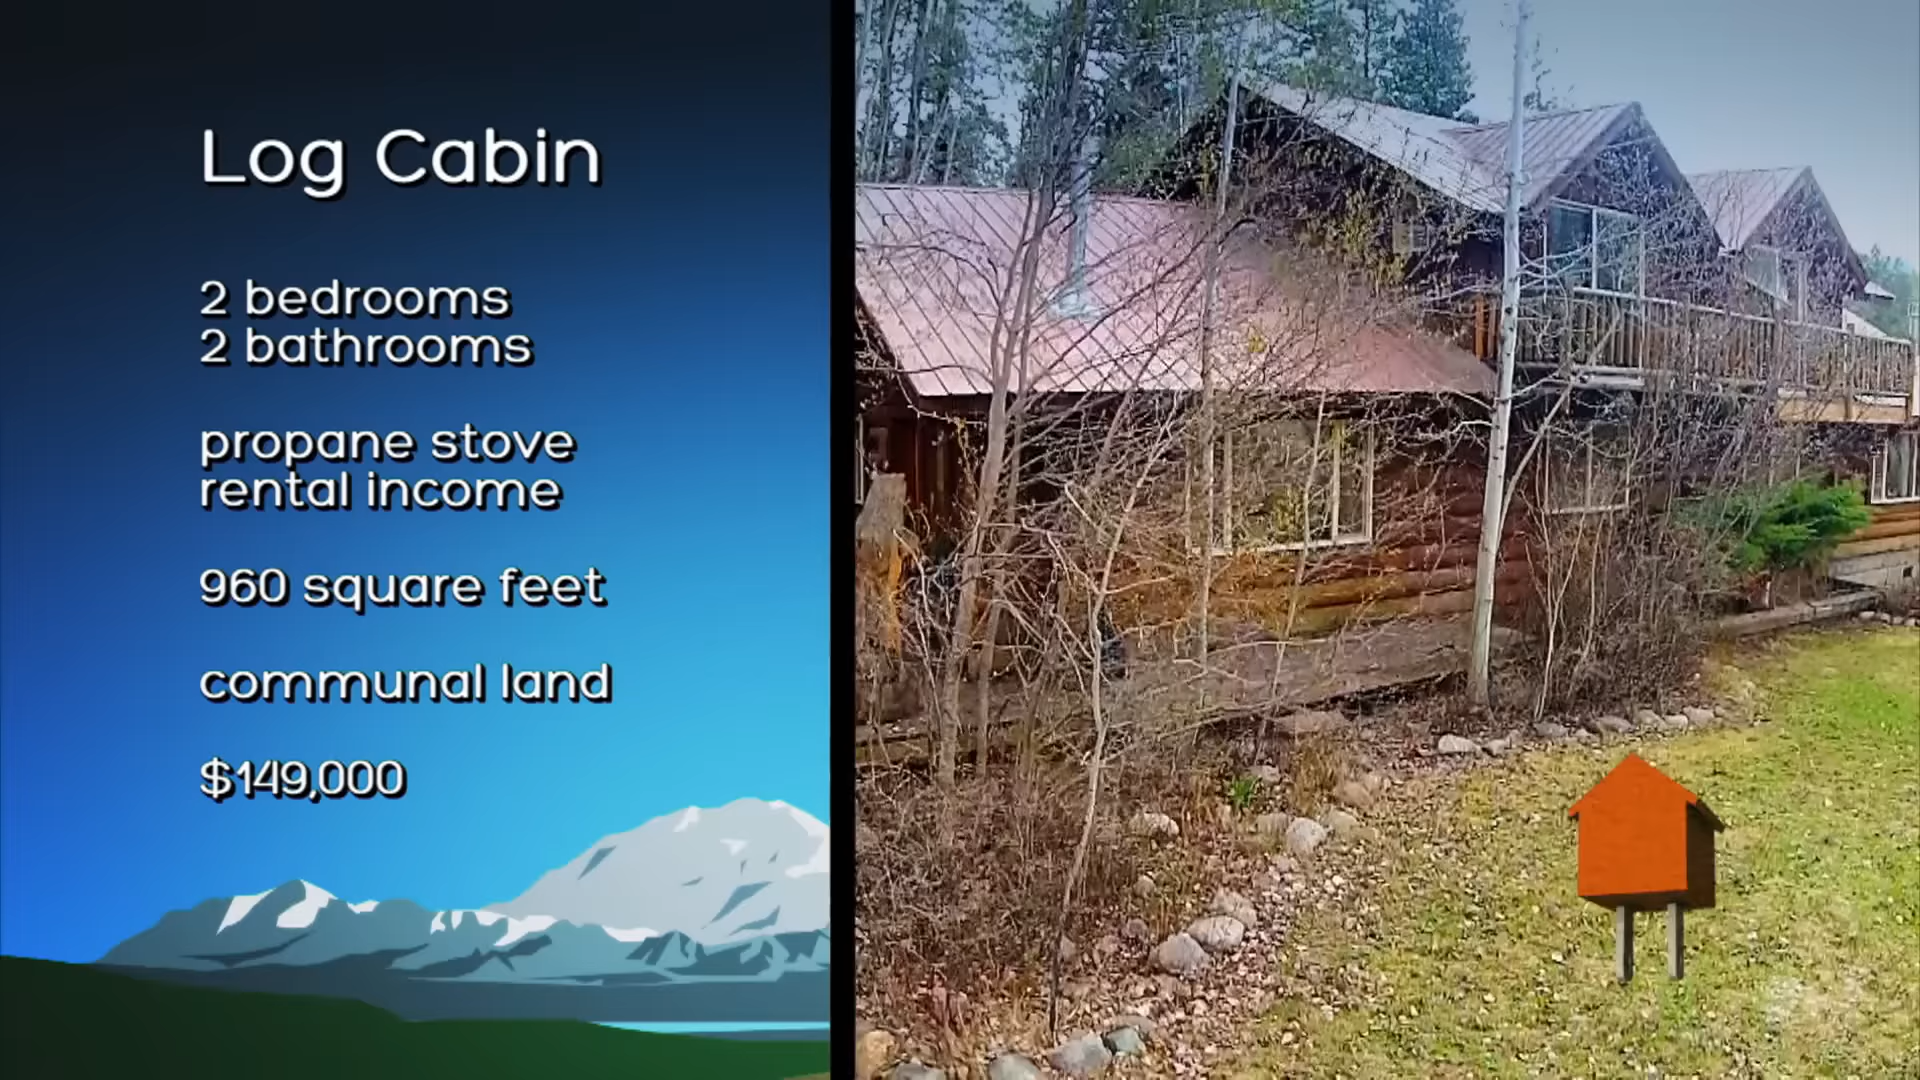 Log Cabin
2 bedrooms
2 bathrooms
propane stove
rental income
960 square feet
communal land
$149,000